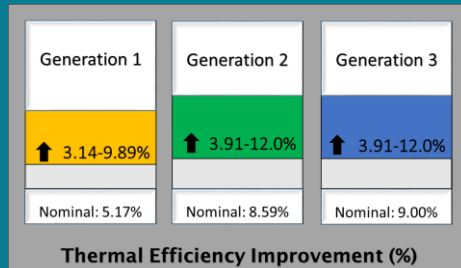 Generation 1 Generation 2 Generation 3
3.14-9.89% 3.91-12.0% 3.91-12.0%
Nominal: 5.17% Nominal: 8.59% Nominal: 9.00%
Thermal Efficiency Improvement (%)